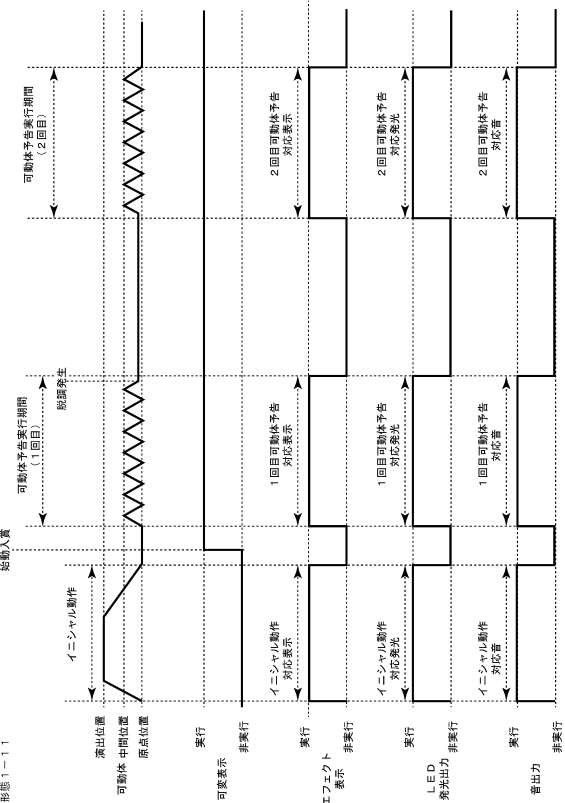 形態１－１１
始動入賞
イニシャル動作
可動体予告実行期間
（１回目）
脱調発生
可動体予告実行期間
（２回目）
可動体
演出位置
中間位置
原点位置
可変表示
実行
非実行
エフェクト
表示
実行
非実行
イニシャル動作
対応表示
１回目可動体予告
対応表示
２回目可動体予告
対応表示
ＬＥＤ
発光出力
実行
非実行
イニシャル動作
対応発光
１回目可動体予告
対応発光
２回目可動体予告
対応発光
音出力
実行
非実行
イニシャル動作
対応音
１回目可動体予告
対応音
２回目可動体予告
対応音